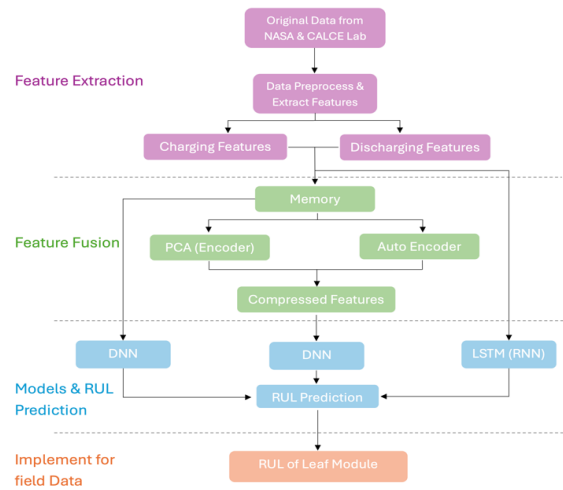 Original Data from
NASA & CALCE Lab
Feature Extraction
Data Preprocess &
Extract Features
Charging Features
Discharging Features
Memory
Feature Fusion
PCA (Encoder)
Auto Encoder
Compressed Features
DNN
DNN
LSTM (RNN)
Models & RUL
Prediction
RUL Prediction
Implement for
field Data
RUL of Leaf Module